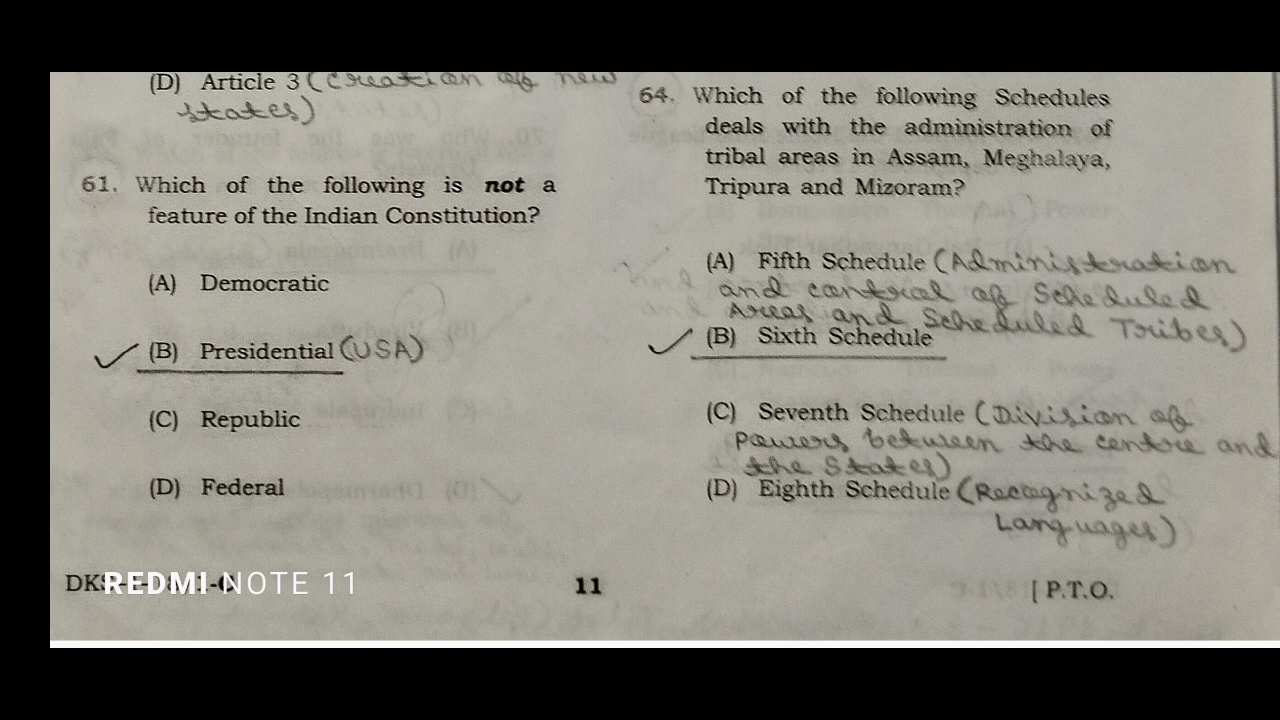 (D) Article 3 (Creation of new
states)
61. Which of the following is not a
feature of the Indian Constitution?
(A) Democratic
(B) Presidential (USA)
(C) Republic
(D) Federal
64. Which of the following Schedules
deals with the administration of
tribal areas in Assam, Meghalaya,
Tripura and Mizoram?
(A) Fifth Schedule (Administration
and control of Scheduled
Areas and Scheduled Tribes)
(B) Sixth Schedule
(C) Seventh Schedule (Division of
Powers between the centre and
the States)
(D) Eighth Schedule (Recognized
Languages)
REDMI NOTE 11
11
[ P.T.O.